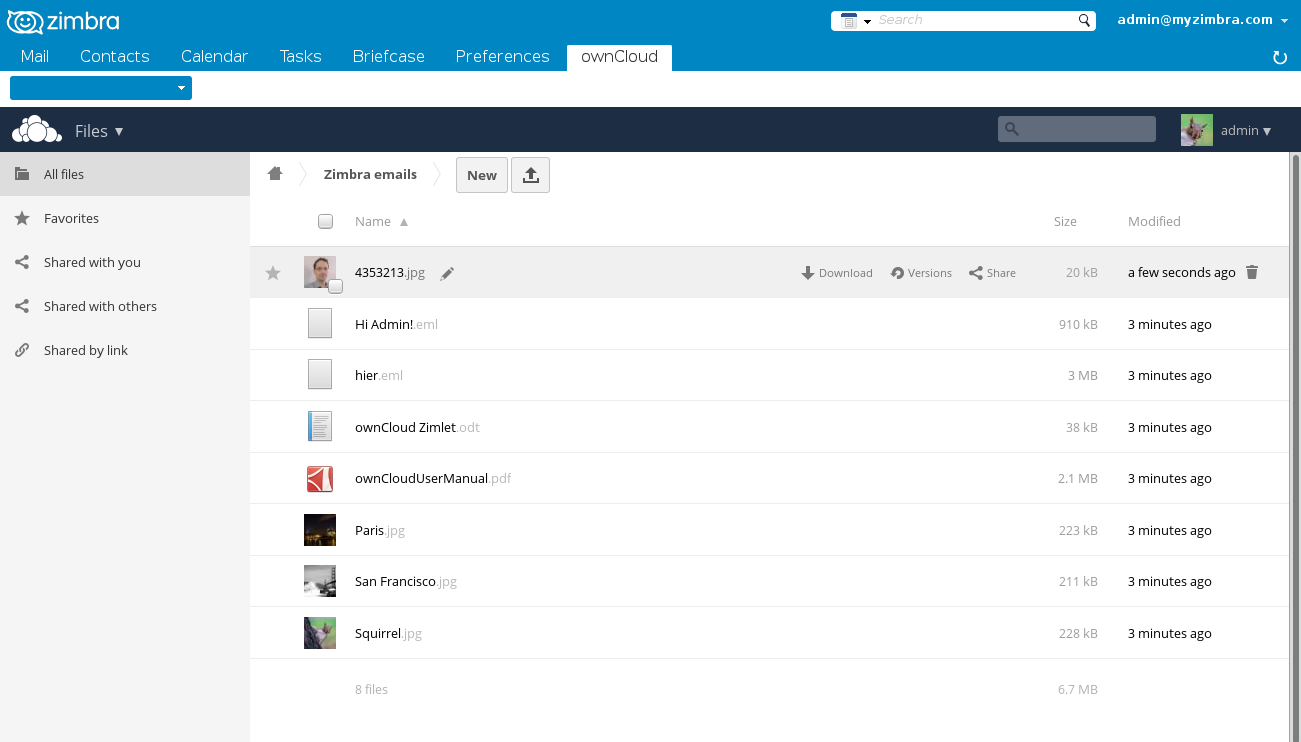 zimbra
Search
admin@myzimbra.com
Mail Contacts Calendar Tasks Briefcase Preferences ownCloud
Files ▾ admin ▾
All files
Favorites
Shared with you
Shared with others
Shared by link
Zimbra emails New
Name ▲ Size Modified
4353213.jpg Download Versions Share 20 kB a few seconds ago
Hi Admin!.eml 910 kB 3 minutes ago
hier.eml 3 MB 3 minutes ago
ownCloud Zimlet.odt 38 kB 3 minutes ago
ownCloudUserManual.pdf 2.1 MB 3 minutes ago
Paris.jpg 223 kB 3 minutes ago
San Francisco.jpg 211 kB 3 minutes ago
Squirrel.jpg 228 kB 3 minutes ago
8 files 6.7 MB